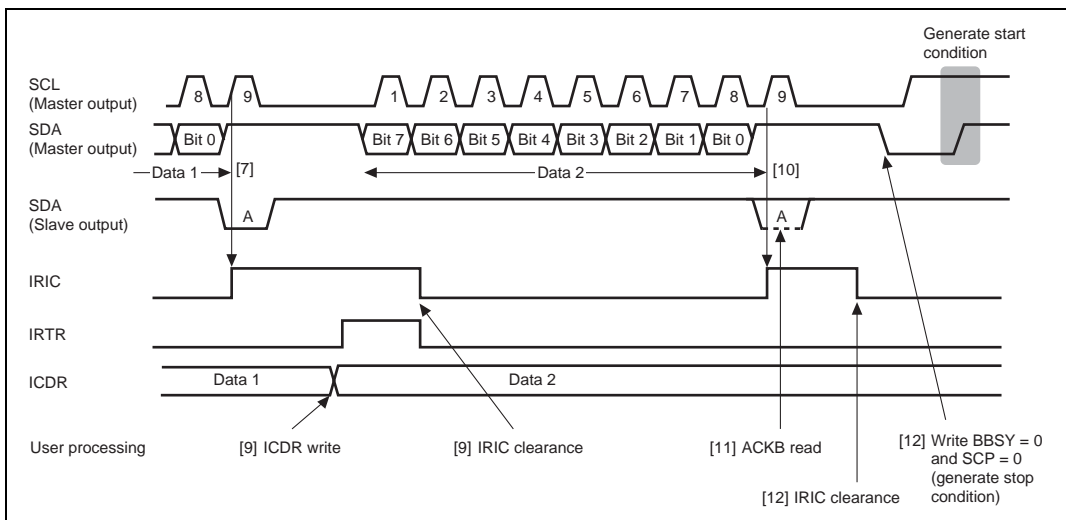 Generate start
condition
SCL
(Master output)
8 9 1 2 3 4 5 6 7 8 9
SDA
(Master output)
Bit 0 Bit 7 Bit 6 Bit 5 Bit 4 Bit 3 Bit 2 Bit 1 Bit 0
Data 1 [7] Data 2 [10]
SDA
(Slave output)
A A
IRIC
IRTR
ICDR
Data 1 Data 2
User processing
[9] ICDR write
[9] IRIC clearance
[11] ACKB read
[12] Write BBSY = 0
and SCP = 0
(generate stop
condition)
[12] IRIC clearance